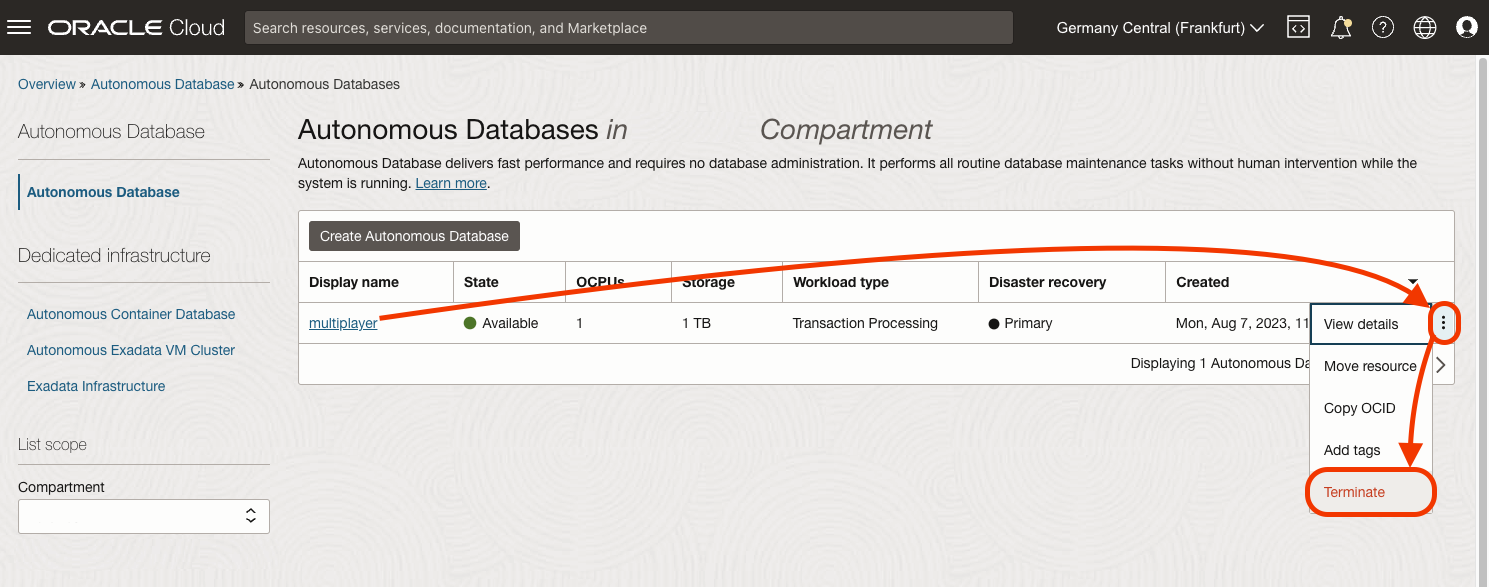 ORACLE Cloud
Search resources, services, documentation, and Marketplace
Germany Central (Frankfurt)
Overview » Autonomous Database » Autonomous Databases
Autonomous Database
Autonomous Database
Dedicated infrastructure
Autonomous Container Database
Autonomous Exadata VM Cluster
Exadata Infrastructure
List scope
Compartment
Autonomous Databases in Compartment
Autonomous Database delivers fast performance and requires no database administration. It performs all routine database maintenance tasks without human intervention while the
system is running. Learn more.
Create Autonomous Database
Display name State OCPUs Storage Workload type Disaster recovery Created
multiplayer Available 1 1 TB Transaction Processing Primary Mon, Aug 7, 2023, 11
Displaying 1 Autonomous Da
View details
Move resource
Copy OCID
Add tags
Terminate